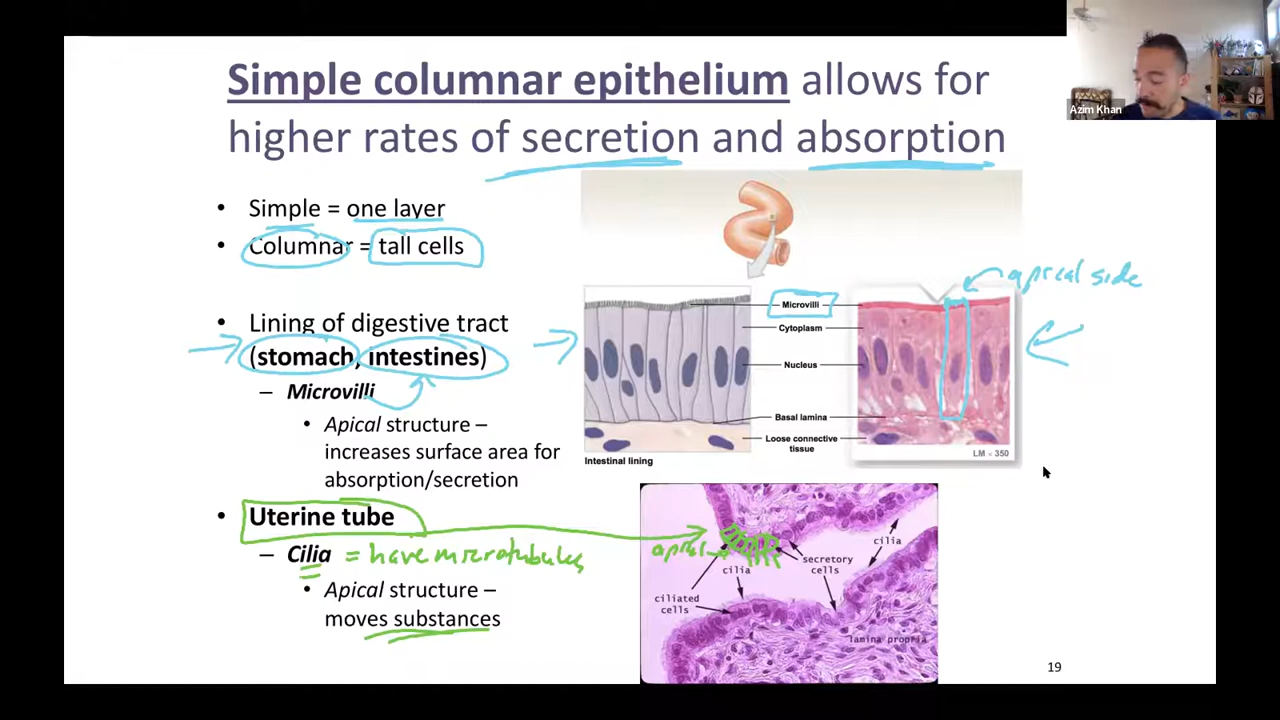 Simple columnar epithelium allows for
higher rates of secretion and absorption
Azim Khan
• Simple = one layer
• Columnar = tall cells
• Lining of digestive tract
(stomach, intestines)
– Microvilli
• Apical structure –
increases surface area for
absorption/secretion
• Uterine tube
– Cilia = have microtubules
• Apical structure –
moves substances
apical side
Microvilli
Cytoplasm
Nucleus
Basal lamina
Loose connective
tissue
Intestinal lining
LM × 350
apical
cilia
secretory
cells
cilia
ciliated
cells
lamina propria
19